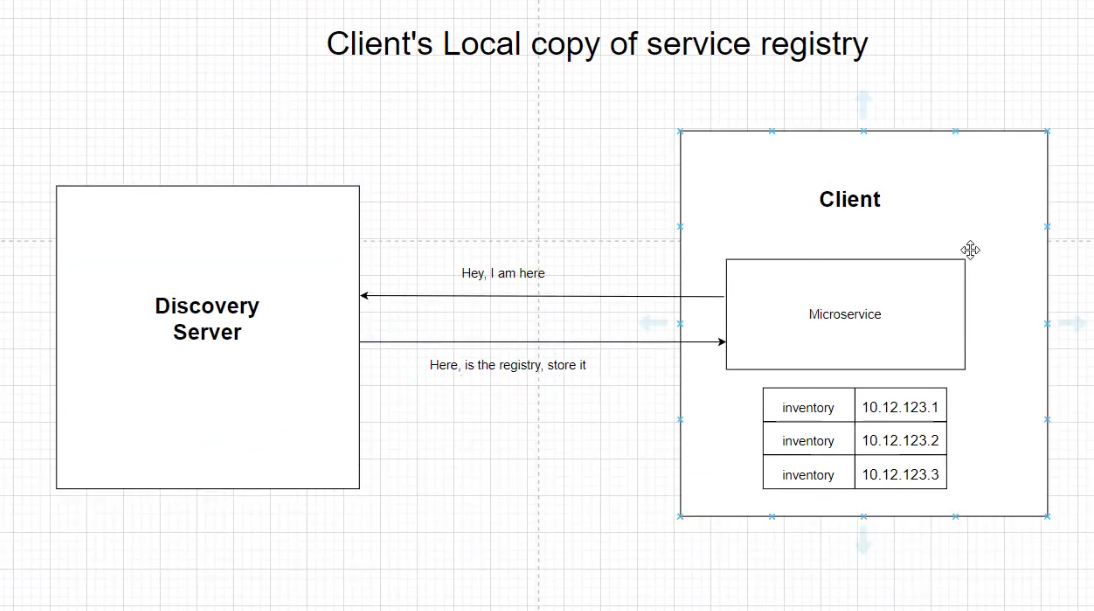 Client's Local copy of service registry
Client
Hey, I am here
Discovery
Server
Microservice
Here, is the registry, store it
inventory 10.12.123.1
inventory 10.12.123.2
inventory 10.12.123.3